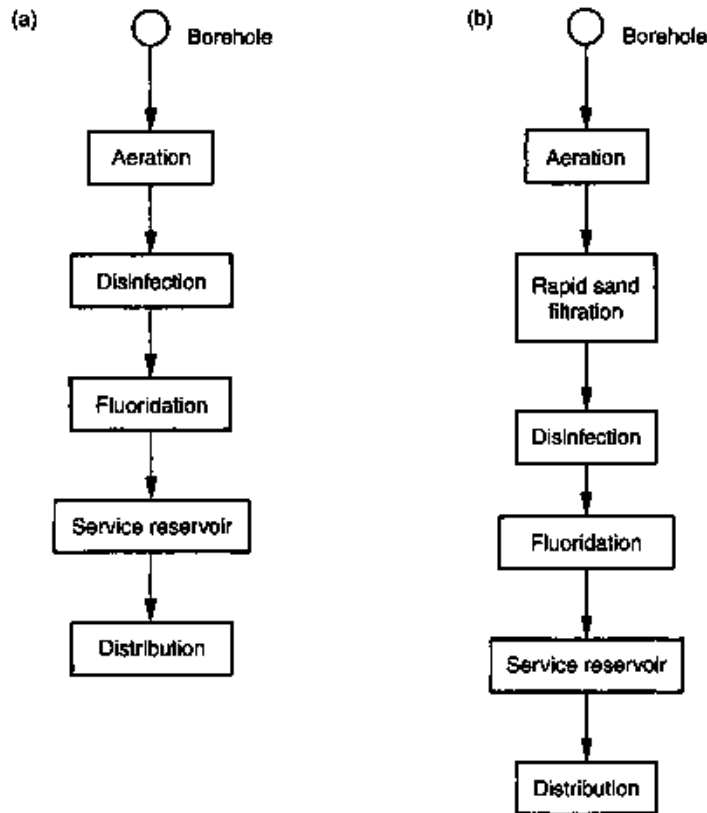 (a)
Borehole
Aeration
Disinfection
Fluoridation
Service reservoir
Distribution
(b)
Borehole
Aeration
Rapid sand
filtration
Disinfection
Fluoridation
Service reservoir
Distribution